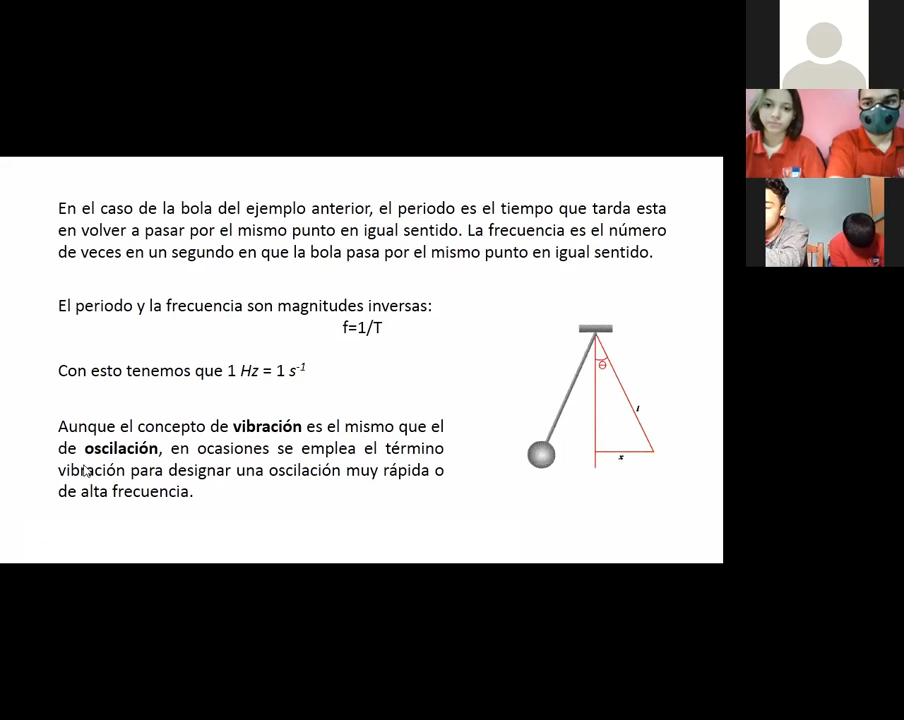 En el caso de la bola del ejemplo anterior, el periodo es el tiempo que tarda esta
en volver a pasar por el mismo punto en igual sentido. La frecuencia es el número
de veces en un segundo en que la bola pasa por el mismo punto en igual sentido.
El periodo y la frecuencia son magnitudes inversas:
f=1/T
Con esto tenemos que 1 Hz = 1 s⁻¹
Aunque el concepto de vibración es el mismo que el
de oscilación, en ocasiones se emplea el término
vibración para designar una oscilación muy rápida o
de alta frecuencia.
Θ
l
x